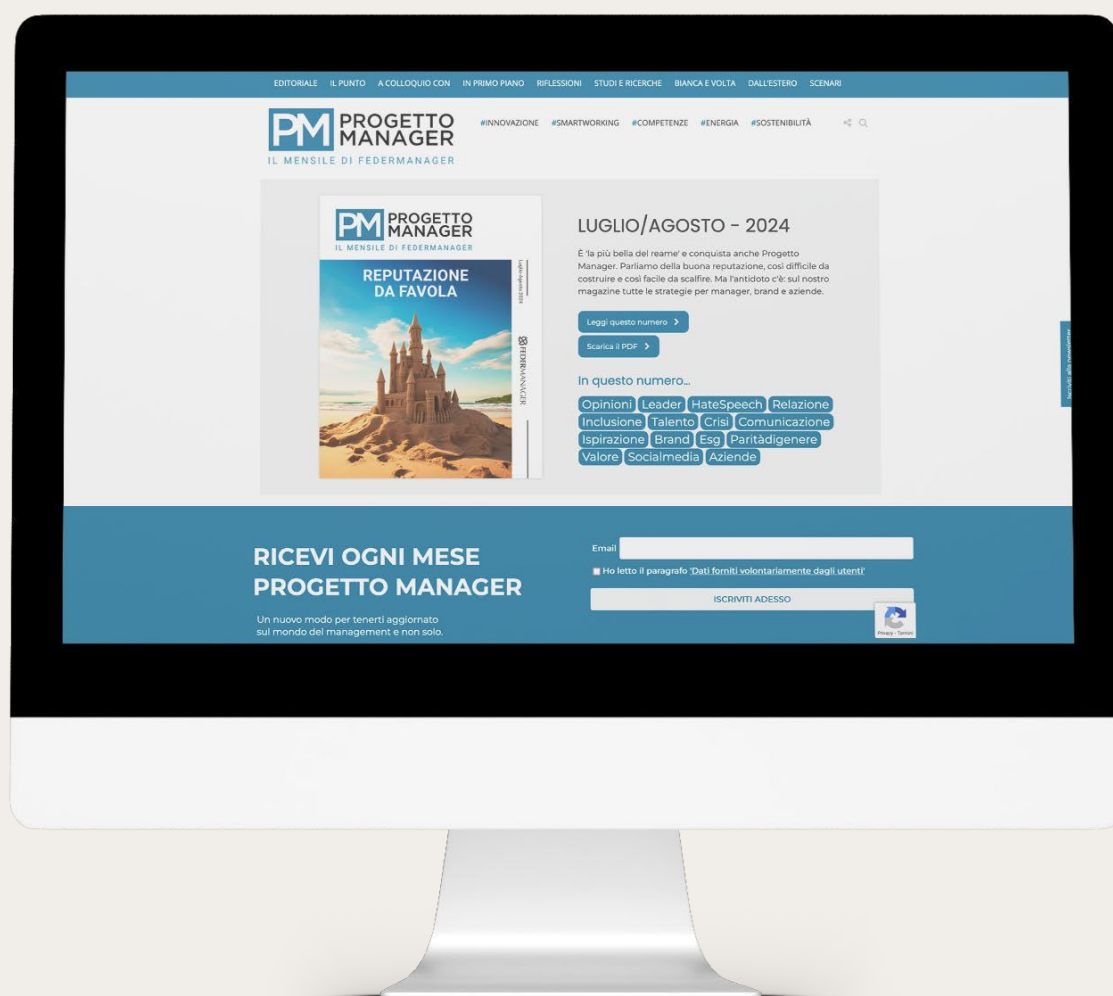 EDITORIALE IL PUNTO A COLLOQUIO CON IN PRIMO PIANO RIFLESSIONI STUDI E RICERCHE BIANCA E VOLTA DALL'ESTERO SCENARI
PM PROGETTO MANAGER
IL MENSILE DI FEDERMANAGER
#INNOVAZIONE #SMARTWORKING #COMPETENZE #ENERGIA #SOSTENIBILITÀ
PM PROGETTO MANAGER
IL MENSILE DI FEDERMANAGER
REPUTAZIONE
DA FAVOLA
Luglio-Agosto 2024
FEDERMANAGER
LUGLIO/AGOSTO - 2024
È 'la più bella del reame' e conquista anche Progetto
Manager. Parliamo della buona reputazione, così difficile da
costruire e così facile da scalfire. Ma l'antidoto c'è: sul nostro
magazine tutte le strategie per manager, brand e aziende.
Leggi questo numero
Scarica il PDF
In questo numero...
Opinioni Leader HateSpeech Relazione
Inclusione Talento Crisi Comunicazione
Ispirazione Brand Esg Paritàdigenere
Valore Socialmedia Aziende
Iscriviti alla newsletter
RICEVI OGNI MESE
PROGETTO MANAGER
Un nuovo modo per tenerti aggiornato
sul mondo del management e non solo.
Email
Ho letto il paragrafo 'Dati forniti volontariamente dagli utenti'
ISCRIVITI ADESSO
Privacy - Termini